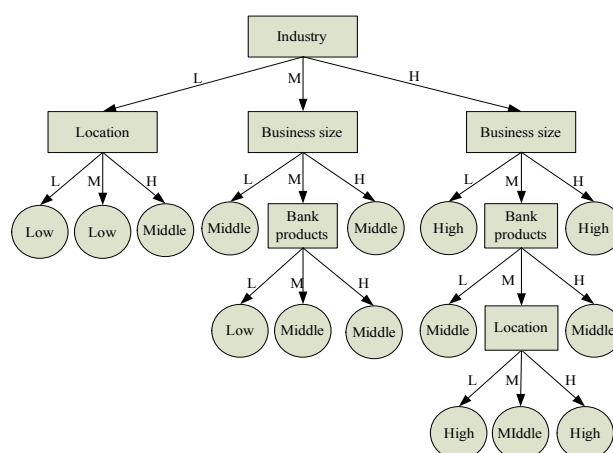 Industry
L
M
H
Location
Business size
Business size
L
M
H
L
M
H
L
M
H
Low
Low
Middle
Middle
Bank
products
Middle
High
Bank
products
High
L
M
H
L
M
H
Low
Middle
Middle
Middle
Location
Middle
L
M
H
High
MIddle
High